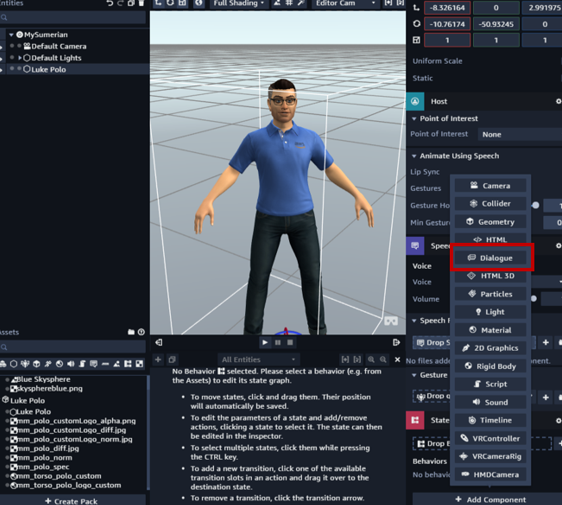 Entities
MySumerian
Default Camera
Default Lights
Luke Polo
Full Shading
Editor Cam
-8.326164 0 2.991975
-10.76174 -50.93245 0
1 1 1
Uniform Scale
Static
Host
Point of Interest
Point of Interest None
Animate Using Speech
Lip Sync
Gestures
Gesture Ho
Min Gesture
Speec
Voice
Voice
Volume
Speech F
Drop S
No files adde
Gesture
Drop
State
Drop B
Behaviors
No behavi
Camera
Collider
Geometry
HTML
Dialogue
HTML 3D
Particles
Light
Material
2D Graphics
Rigid Body
Script
Sound
Timeline
VRController
VRCameraRig
HMDCamera
Add Component
Assets
Blue Skysphere
skysphereblue.png
Luke Polo
Luke Polo
mm_polo_customLogo_alpha.png
mm_polo_customLogo_diff.jpg
mm_polo_customLogo_norm.jpg
mm_polo_diff.jpg
mm_polo_norm
mm_polo_spec
mm_torso_polo_custom
mm_torso_polo_logo_custom
Create Pack
All Entities
No Behavior selected. Please select a behavior (e.g. from
the Assets) to edit its state graph.
• To move states, click and drag them. Their position
will automatically be saved.
• To edit the parameters of a state and add/remove
actions, clicking a state to select it. The state can
then be edited in the inspector.
• To select multiple states, click them while pressing
the CTRL key.
• To add a new transition, click one of the available
transition slots in an action and drag it over to the
destination state.
• To remove a transition, click the transition arrow.